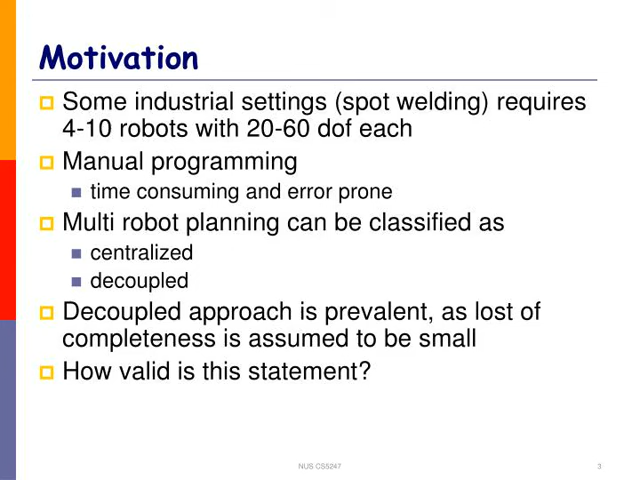 Motivation
Some industrial settings (spot welding) requires
4-10 robots with 20-60 dof each
Manual programming
time consuming and error prone
Multi robot planning can be classified as
centralized
decoupled
Decoupled approach is prevalent, as lost of
completeness is assumed to be small
How valid is this statement?
NUS CS5247
3